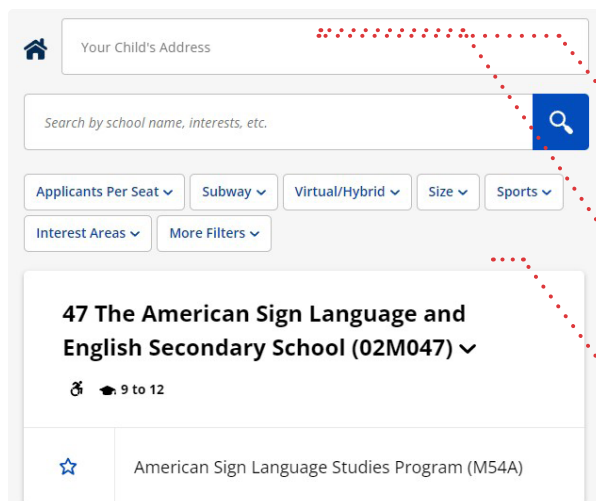 Your Child's Address
Search by school name, interests, etc.
Applicants Per Seat Subway Virtual/Hybrid Size Sports
Interest Areas More Filters
47 The American Sign Language and
English Secondary School (02M047)
9 to 12
American Sign Language Studies Program (M54A)